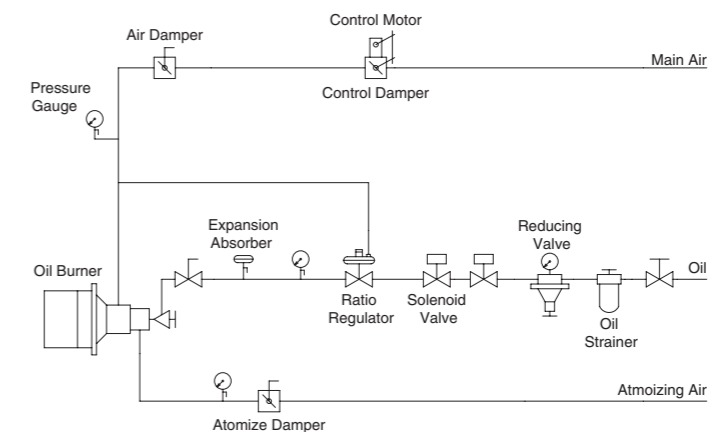 Control Motor
Air Damper
Main Air
Control Damper
Pressure
Gauge
Expansion
Absorber
Reducing
Valve
Oil Burner
Oil
Ratio
Regulator
Solenoid
Valve
Oil
Strainer
Atmoizing Air
Atomize Damper